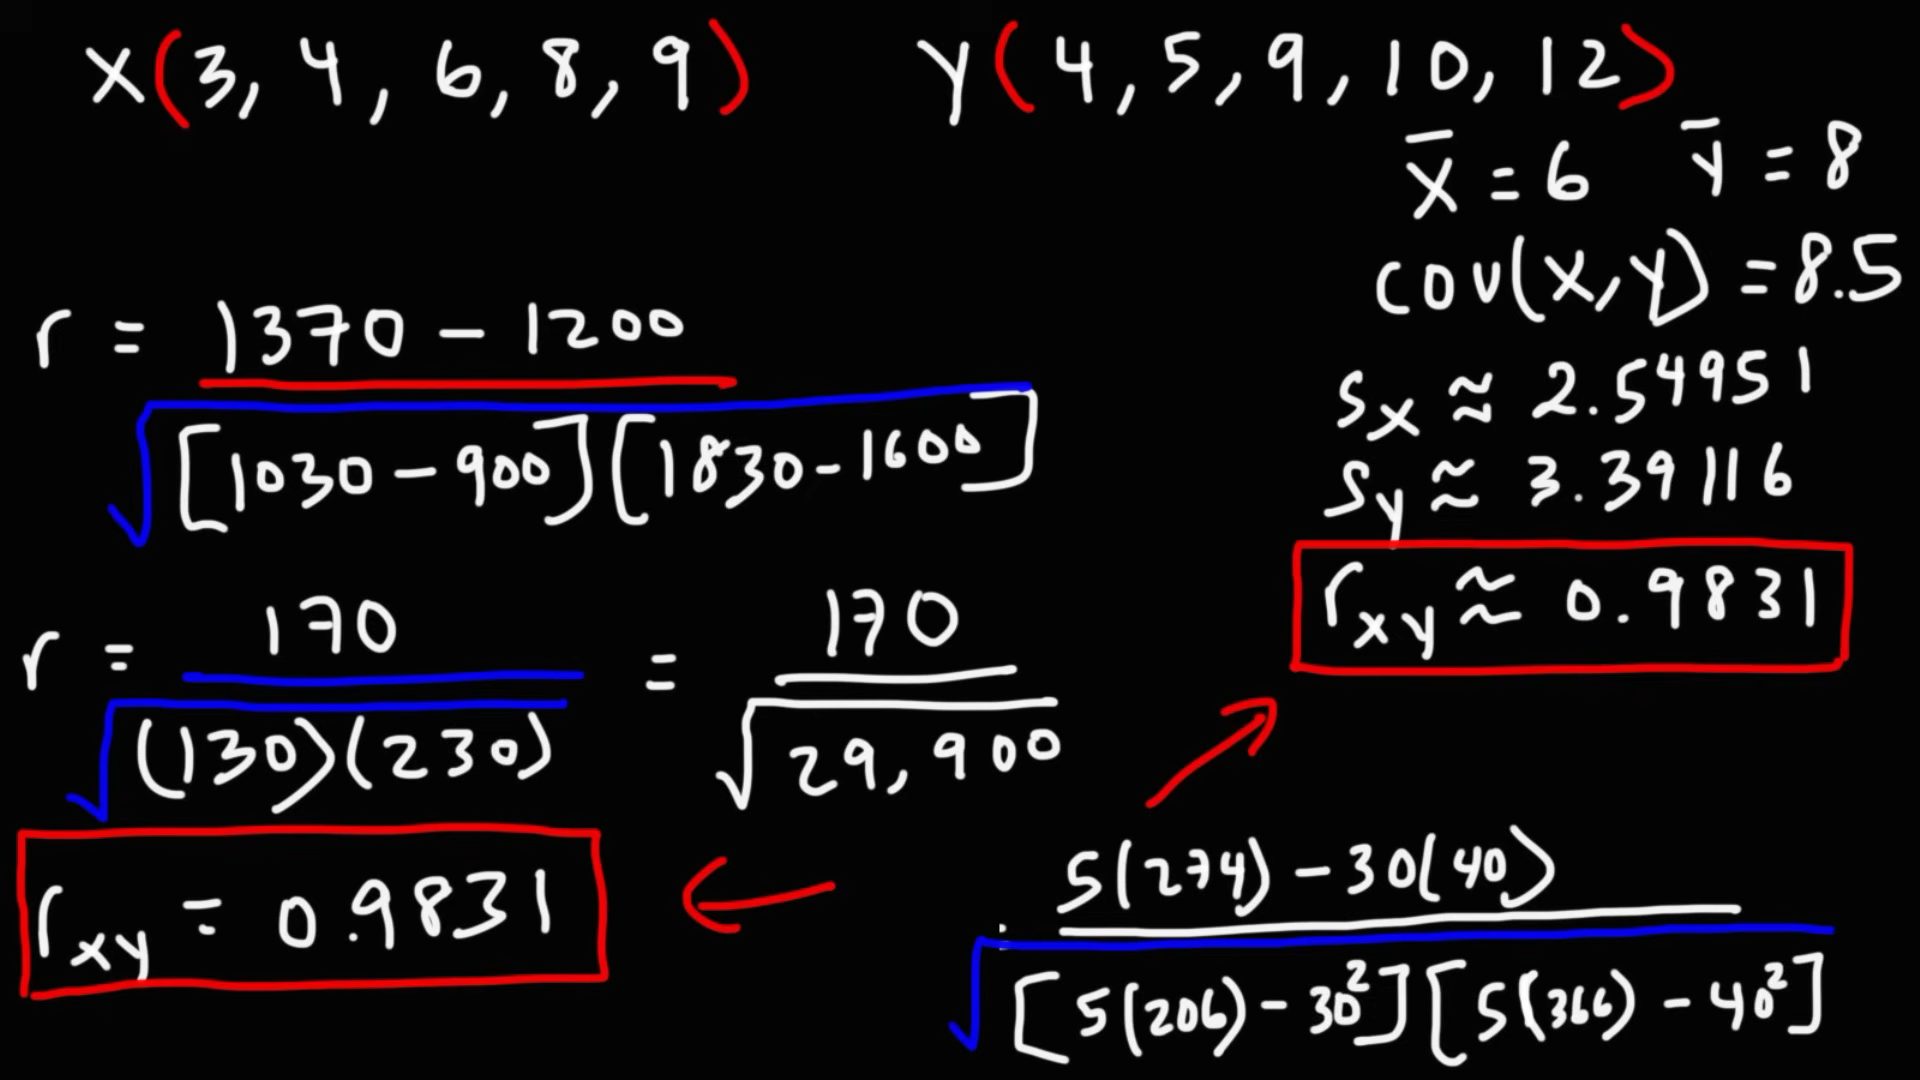 X(3, 4, 6, 8, 9) Y(4, 5, 9, 10, 12)
x̄ = 6 ȳ = 8
cov(x,y) = 8.5
r = 1370 - 1200
√[1030 - 900][1830 - 1600]
Sx ≈ 2.54951
Sy ≈ 3.39116
rxy ≈ 0.9831
r = 170 = 170
√(130)(230) √29,900
rxy = 0.9831
5(274) - 30(40)
√[5(206) - 30²][5(366) - 40²]